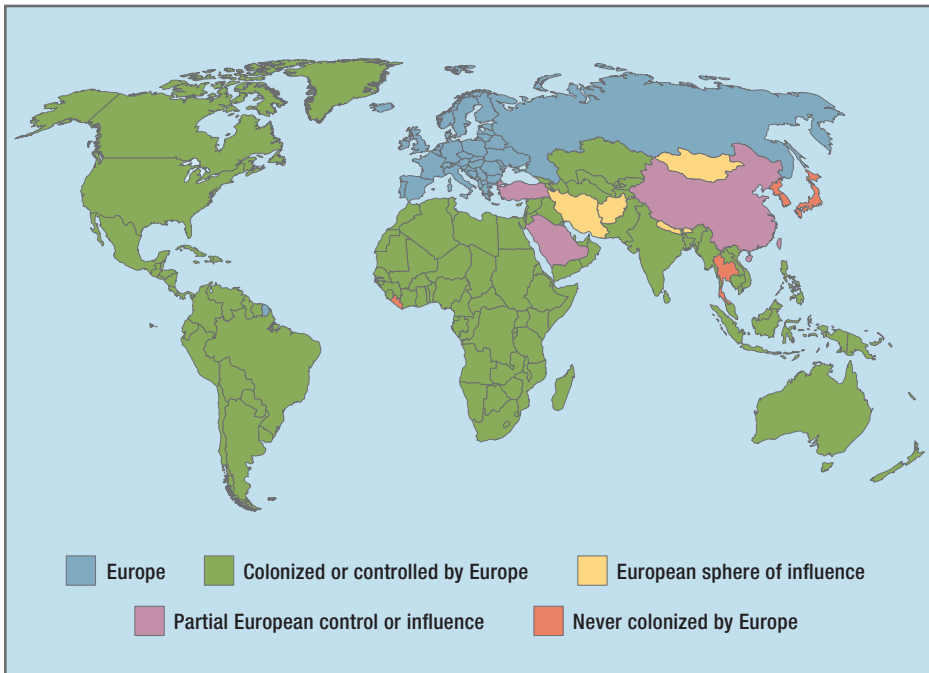 Europe
Colonized or controlled by Europe
European sphere of influence
Partial European control or influence
Never colonized by Europe